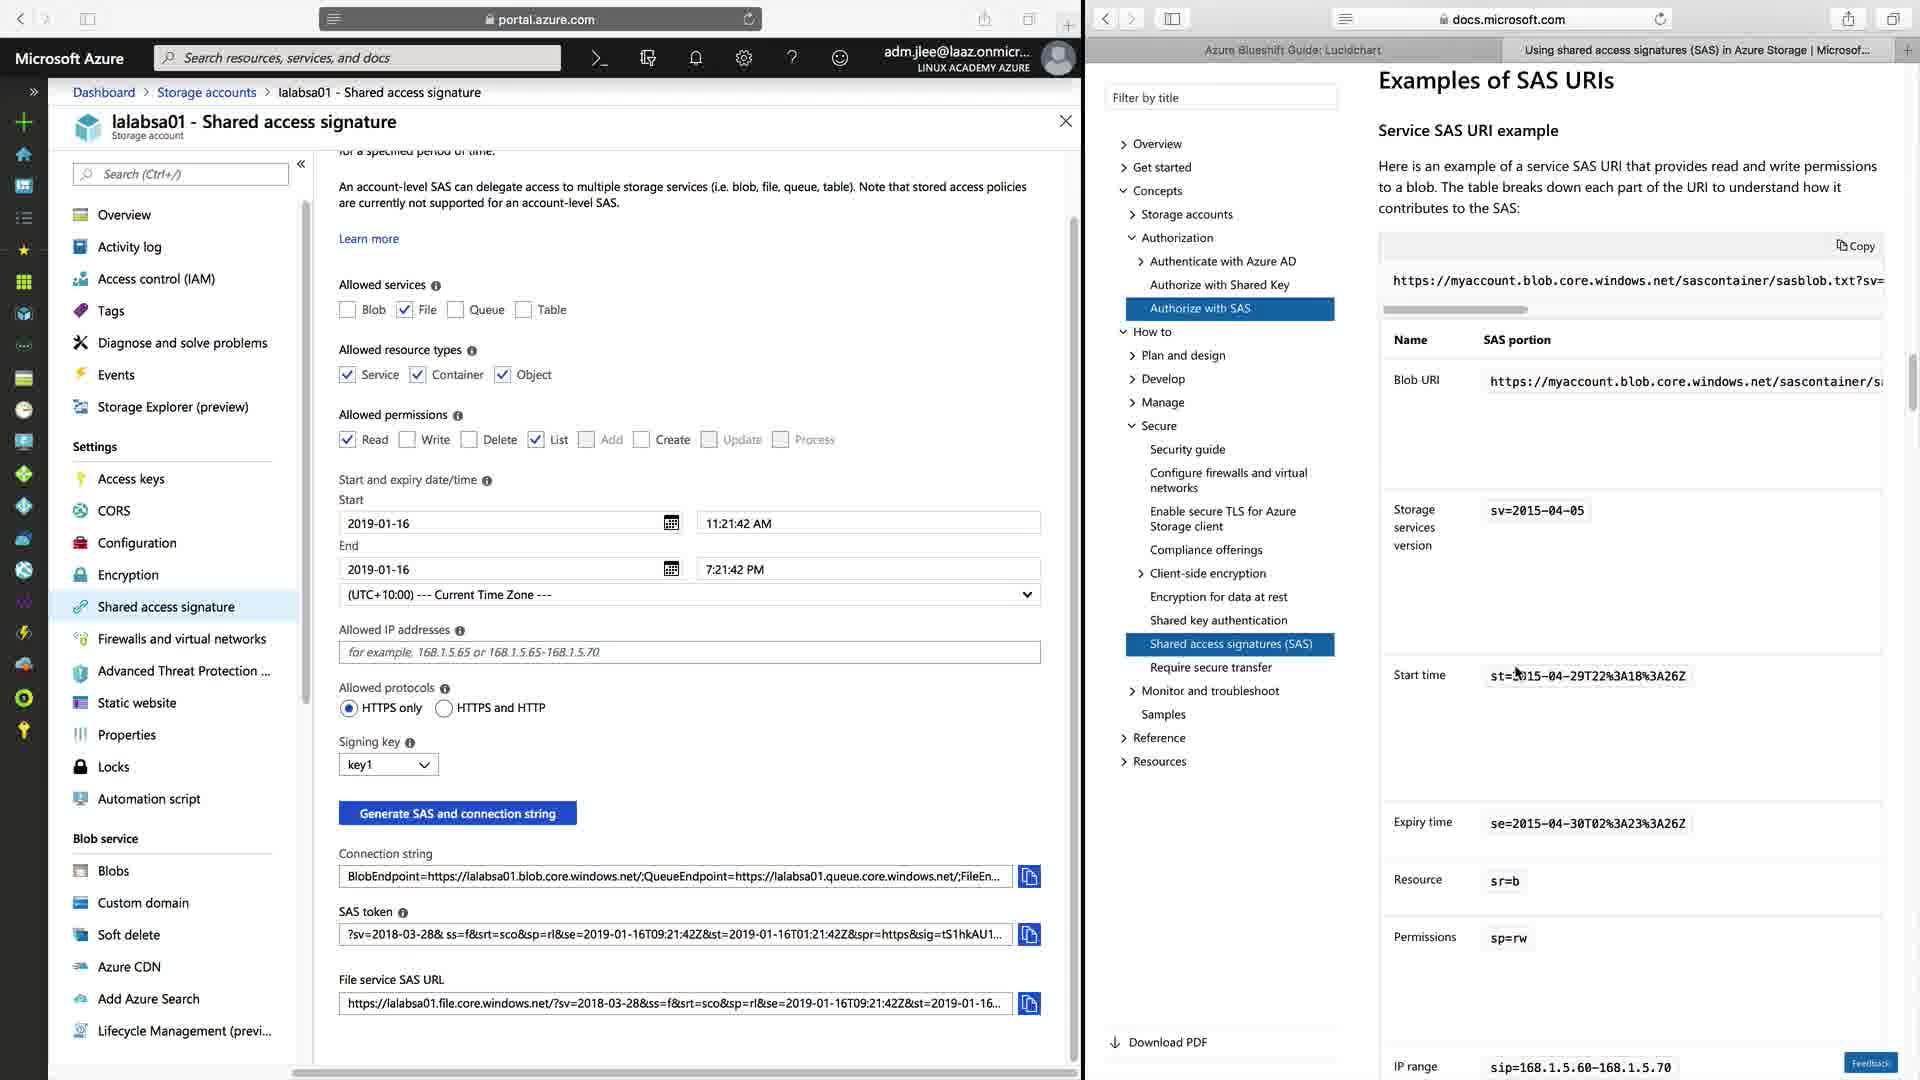 portal.azure.com
Microsoft Azure
Search resources, services, and docs
adm.jlee@laaz.onmicr...
LINUX ACADEMY AZURE
Dashboard > Storage accounts > lalabsa01 - Shared access signature
lalabsa01 - Shared access signature
Storage account
Search (Ctrl+/)
Overview
Activity log
Access control (IAM)
Tags
Diagnose and solve problems
Events
Storage Explorer (preview)
Settings
Access keys
CORS
Configuration
Encryption
Shared access signature
Firewalls and virtual networks
Advanced Threat Protection ...
Static website
Properties
Locks
Automation script
Blob service
Blobs
Custom domain
Soft delete
Azure CDN
Add Azure Search
Lifecycle Management (previ...
for a specified period of time.
An account-level SAS can delegate access to multiple storage services (i.e. blob, file, queue, table). Note that stored access policies
are currently not supported for an account-level SAS.
Learn more
Allowed services
Blob File Queue Table
Allowed resource types
Service Container Object
Allowed permissions
Read Write Delete List Add Create Update Process
Start and expiry date/time
Start
2019-01-16 11:21:42 AM
End
2019-01-16 7:21:42 PM
(UTC+10:00) --- Current Time Zone ---
Allowed IP addresses
for example, 168.1.5.65 or 168.1.5.65-168.1.5.70
Allowed protocols
HTTPS only HTTPS and HTTP
Signing key
key1
Generate SAS and connection string
Connection string
BlobEndpoint=https://lalabsa01.blob.core.windows.net/;QueueEndpoint=https://lalabsa01.queue.core.windows.net/;FileEn...
SAS token
?sv=2018-03-28& ss=f&srt=sco&sp=rl&se=2019-01-16T09:21:42Z&st=2019-01-16T01:21:42Z&spr=https&sig=tS1hkAU1...
File service SAS URL
https://lalabsa01.file.core.windows.net/?sv=2018-03-28&ss=f&srt=sco&sp=rl&se=2019-01-16T09:21:42Z&st=2019-01-16...
docs.microsoft.com
Azure Blueshift Guide: Lucidchart
Using shared access signatures (SAS) in Azure Storage | Microsof...
Filter by title
Overview
Get started
Concepts
Storage accounts
Authorization
Authenticate with Azure AD
Authorize with Shared Key
Authorize with SAS
How to
Plan and design
Develop
Manage
Secure
Security guide
Configure firewalls and virtual
networks
Enable secure TLS for Azure
Storage client
Compliance offerings
Client-side encryption
Encryption for data at rest
Shared key authentication
Shared access signatures (SAS)
Require secure transfer
Monitor and troubleshoot
Samples
Reference
Resources
Download PDF
Examples of SAS URIs
Service SAS URI example
Here is an example of a service SAS URI that provides read and write permissions
to a blob. The table breaks down each part of the URI to understand how it
contributes to the SAS:
Copy
https://myaccount.blob.core.windows.net/sascontainer/sasblob.txt?sv=
Name SAS portion
Blob URI https://myaccount.blob.core.windows.net/sascontainer/s
Storage
services
version
sv=2015-04-05
Start time st=2015-04-29T22%3A18%3A26Z
Expiry time se=2015-04-30T02%3A23%3A26Z
Resource sr=b
Permissions sp=rw
IP range sip=168.1.5.60-168.1.5.70
Feedback